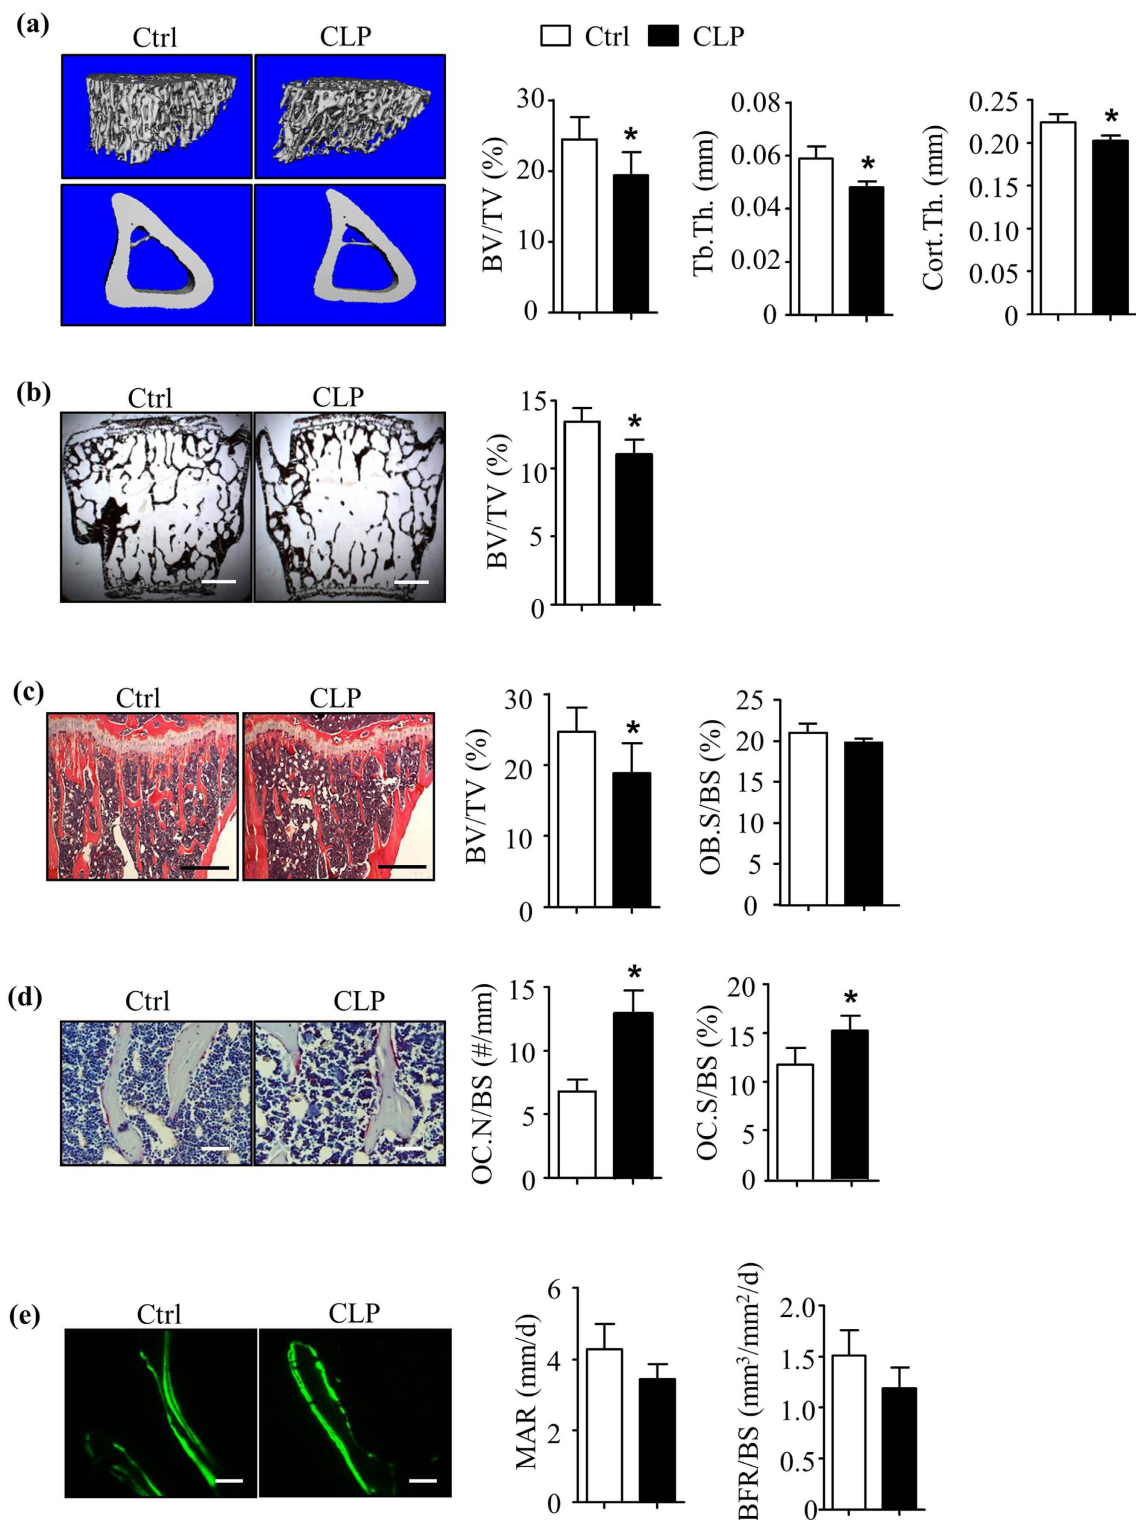 (a)
Ctrl
CLP
Ctrl
CLP
BV/TV (%)
30
20
10
0
*
Tb.Th. (mm)
0.08
0.06
0.04
0.02
0
*
Cort.Th. (mm)
0.25
0.20
0.15
0.10
0.05
0
*
(b)
Ctrl
CLP
BV/TV (%)
15
10
5
0
*
(c)
Ctrl
CLP
BV/TV (%)
30
20
10
0
*
OB.S/BS (%)
25
20
15
10
5
0
(d)
Ctrl
CLP
OC.N/BS (#/mm)
15
10
5
0
*
OC.S/BS (%)
20
15
10
5
0
*
(e)
Ctrl
CLP
MAR (mm/d)
6
4
2
0
BFR/BS (mm³/mm²/d)
2.0
1.5
1.0
0.5
0